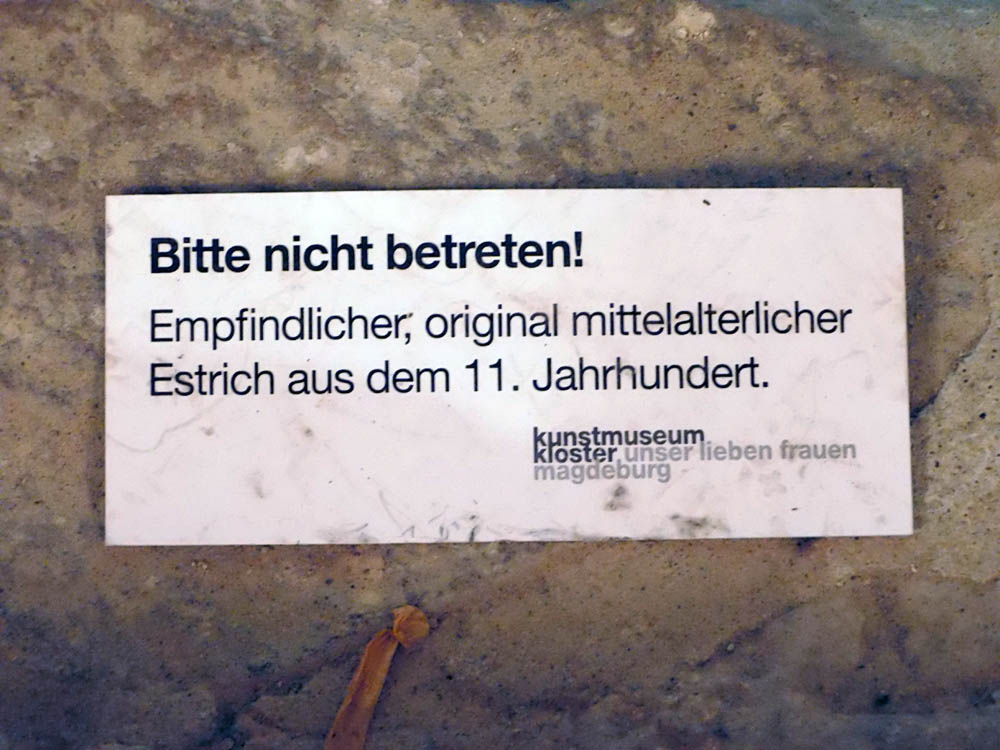 Bitte nicht betreten!
Empfindlicher, original mittelalterlicher
Estrich aus dem 11. Jahrhundert.
kunstmuseum
kloster unser lieben frauen
magdeburg